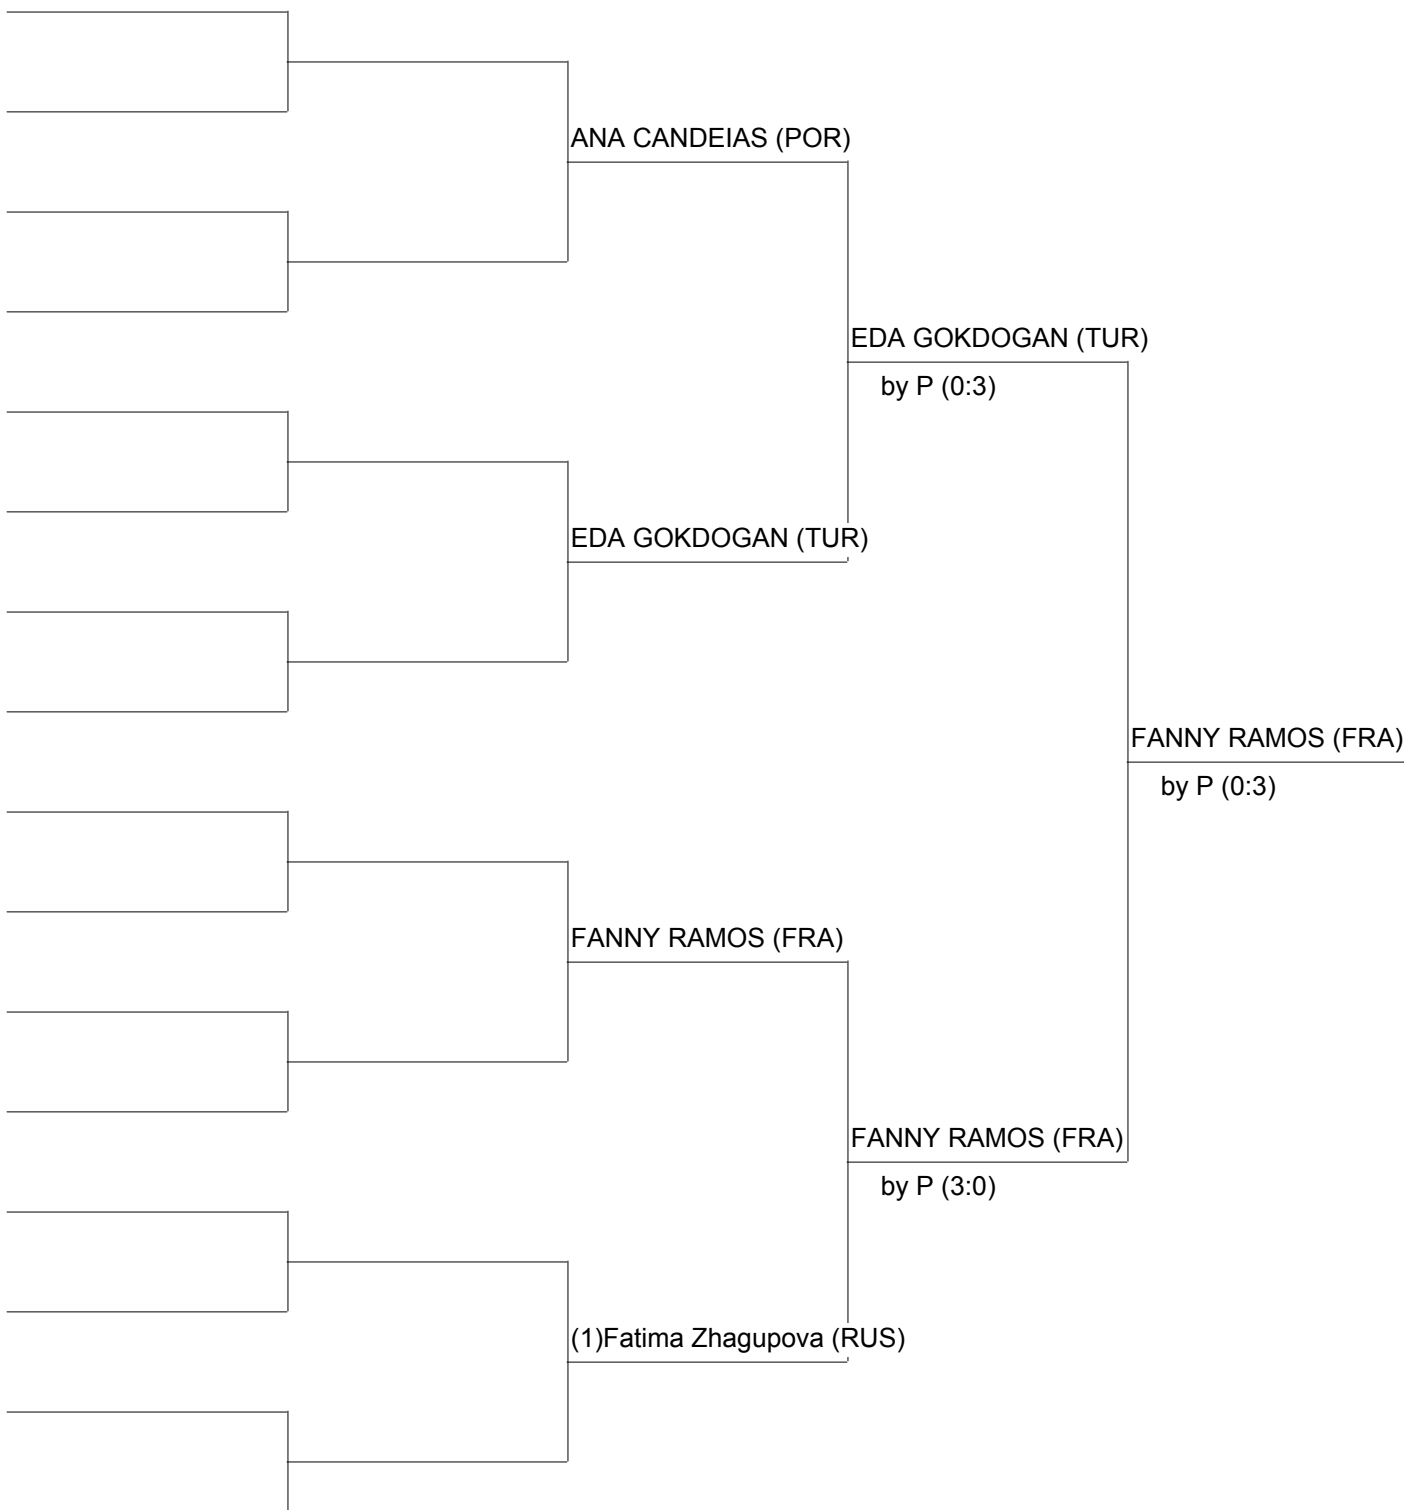 ANA CANDEIAS (POR)
EDA GOKDOGAN (TUR)
by P (0:3)
EDA GOKDOGAN (TUR)
FANNY RAMOS (FRA)
by P (0:3)
FANNY RAMOS (FRA)
FANNY RAMOS (FRA)
by P (3:0)
(1)Fatima Zhagupova (RUS)